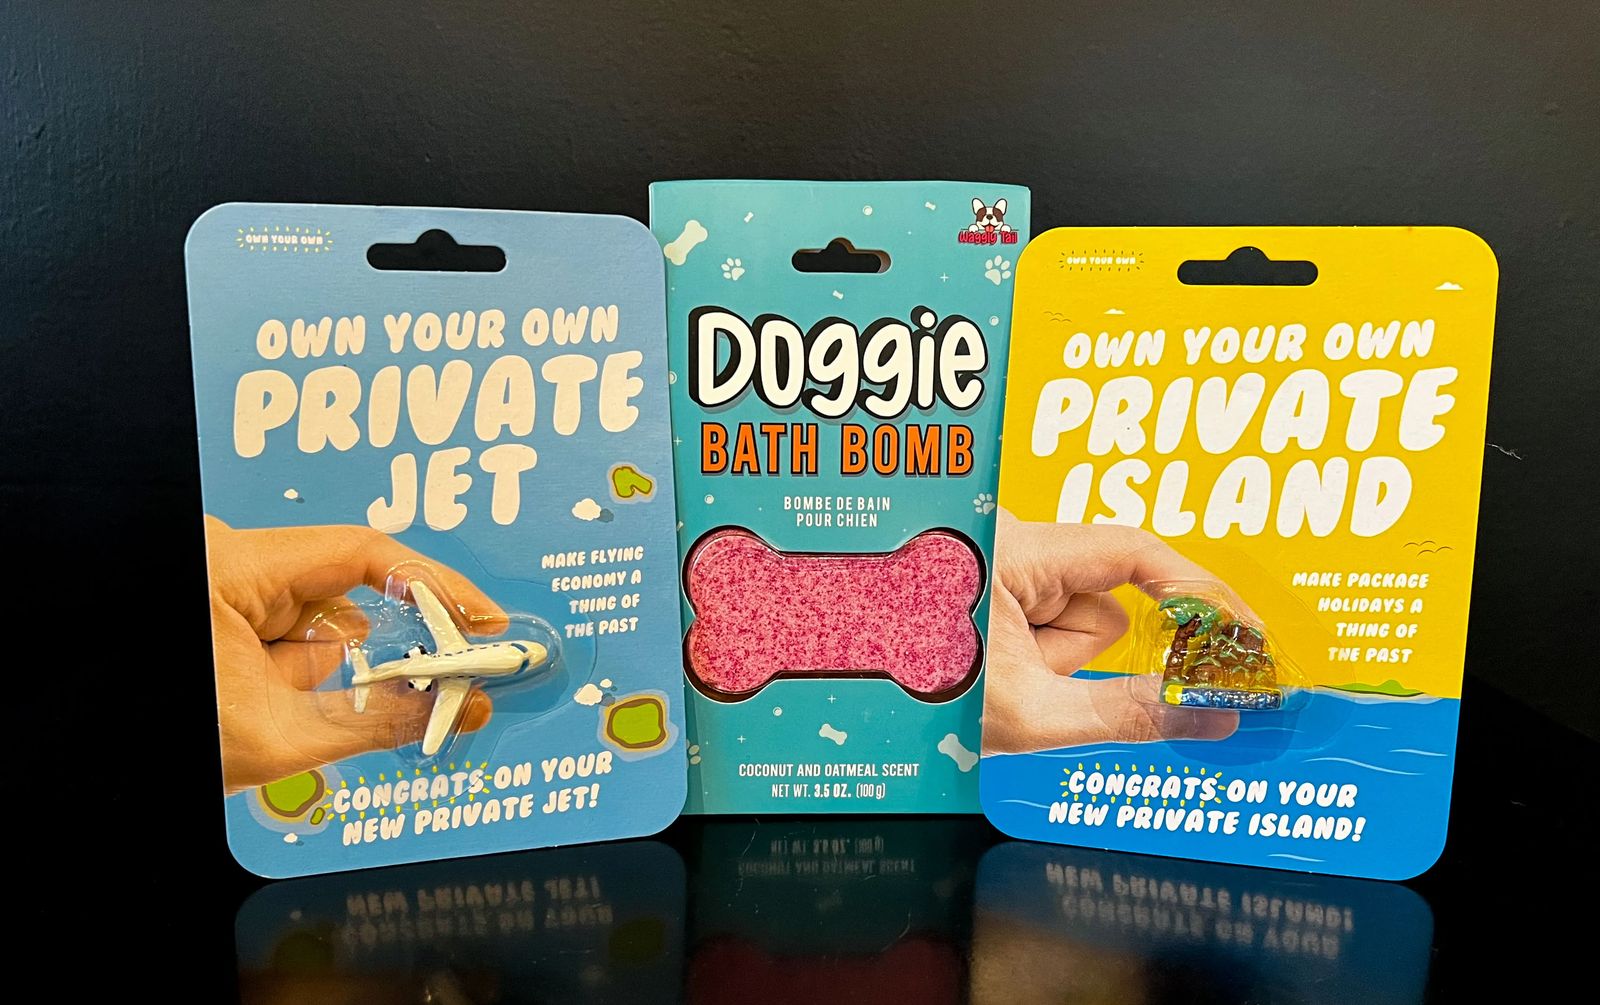 OWN YOUR OWN
OWN YOUR OWN
PRIVATE
JET
MAKE FLYING
ECONOMY A
THING OF
THE PAST
CONGRATS ON YOUR
NEW PRIVATE JET!
Waggly Tail
Doggie
BATH BOMB
BOMBE DE BAIN
POUR CHIEN
COCONUT AND OATMEAL SCENT
NET WT. 3.5 OZ. (100 g)
OWN YOUR OWN
OWN YOUR OWN
PRIVATE
ISLAND
MAKE PACKAGE
HOLIDAYS A
THING OF
THE PAST
CONGRATS ON YOUR
NEW PRIVATE ISLAND!